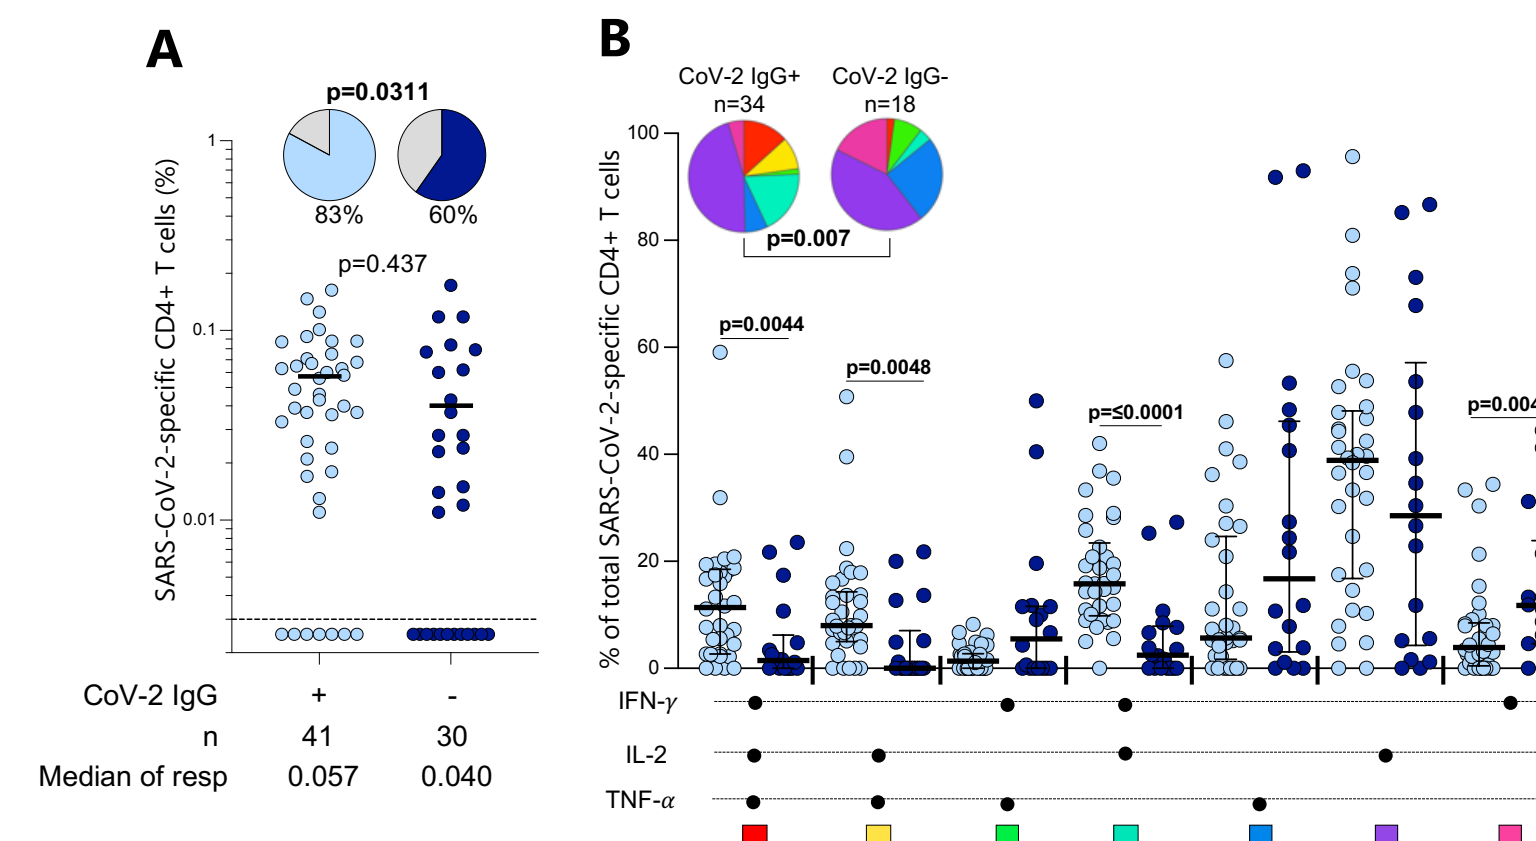 A
p=0.0311
83%
60%
p=0.437
SARS-CoV-2-specific CD4+ T cells (%)
1
0.1
0.01
CoV-2 IgG + -
n 41 30
Median of resp 0.057 0.040
B
CoV-2 IgG+ CoV-2 IgG-
n=34 n=18
p=0.007
% of total SARS-CoV-2-specific CD4+ T cells
100
80
60
40
20
0
p=0.0044
p=0.0048
p=≤0.0001
p=0.004
IFN-γ
IL-2
TNF-α